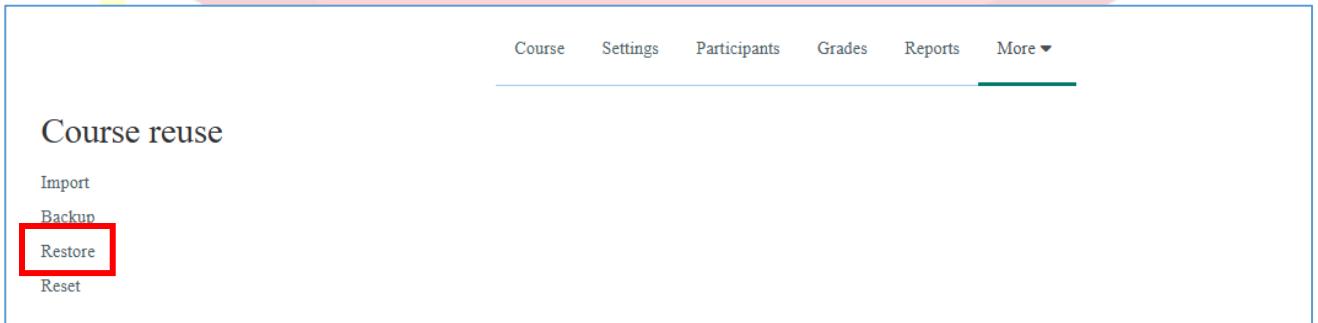 Course Settings Participants Grades Reports More
Course reuse
Import
Backup
Restore
Reset